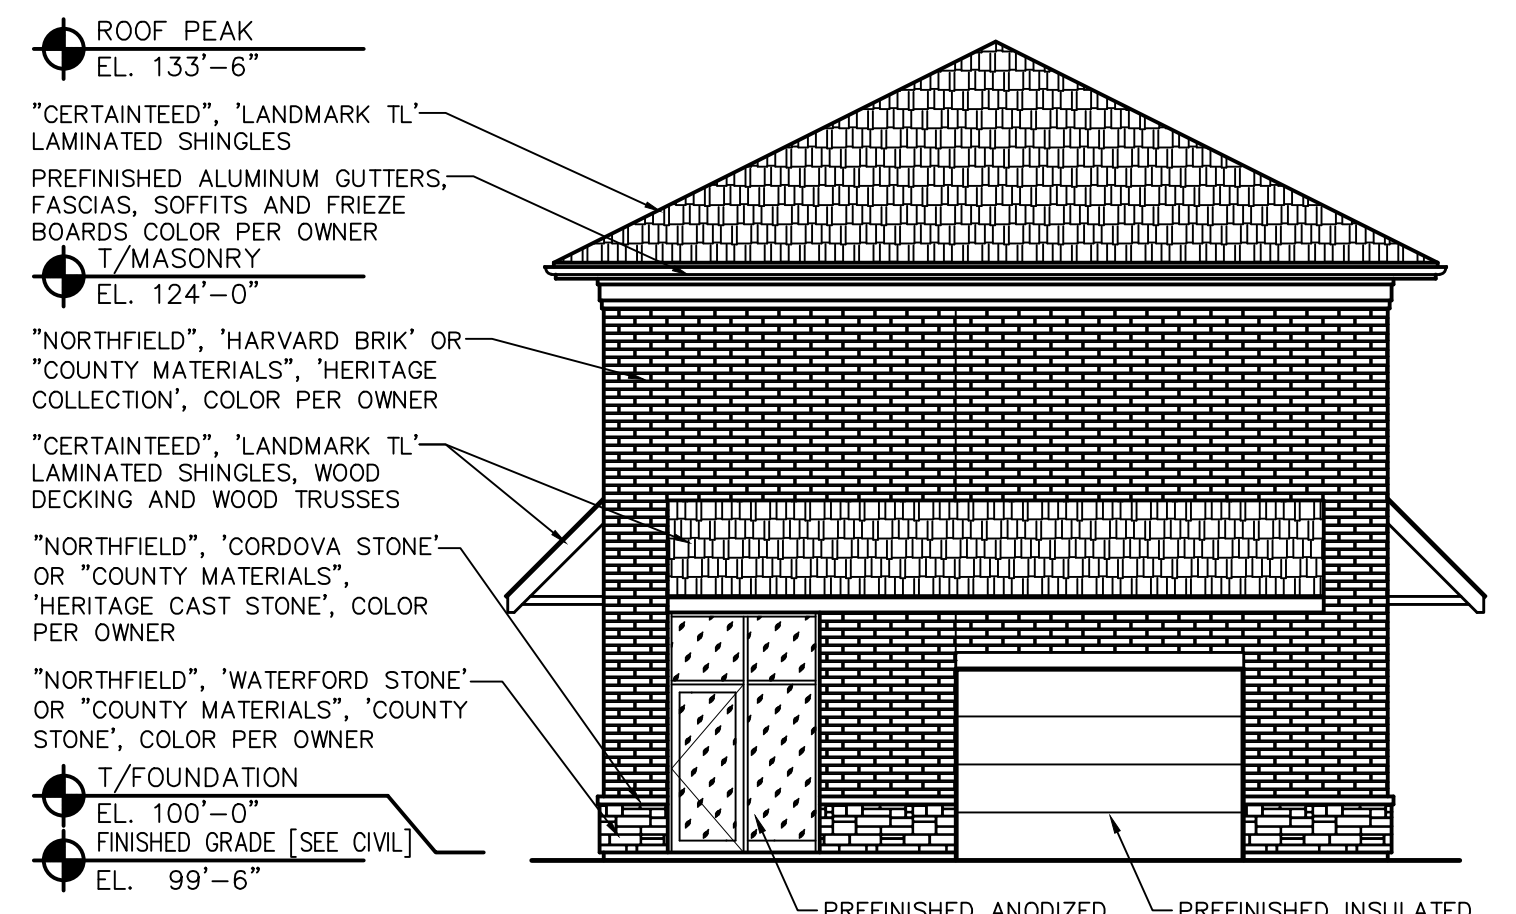 ROOF PEAK
EL. 133'-6"
"CERTAINTEED", 'LANDMARK TL'
LAMINATED SHINGLES
PREFINISHED ALUMINUM GUTTERS,
FASCIAS, SOFFITS AND FRIEZE
BOARDS COLOR PER OWNER
T/MASONRY
EL. 124'-0"
"NORTHFIELD", 'HARVARD BRIK' OR
"COUNTY MATERIALS", 'HERITAGE
COLLECTION', COLOR PER OWNER
"CERTAINTEED", 'LANDMARK TL'
LAMINATED SHINGLES, WOOD
DECKING AND WOOD TRUSSES
"NORTHFIELD", 'CORDOVA STONE'
OR "COUNTY MATERIALS",
'HERITAGE CAST STONE', COLOR
PER OWNER
"NORTHFIELD", 'WATERFORD STONE'
OR "COUNTY MATERIALS", 'COUNTY
STONE', COLOR PER OWNER
T/FOUNDATION
EL. 100'-0"
FINISHED GRADE [SEE CIVIL]
EL. 99'-6"
PREFINISHED ANODIZED
PREFINISHED INSULATED